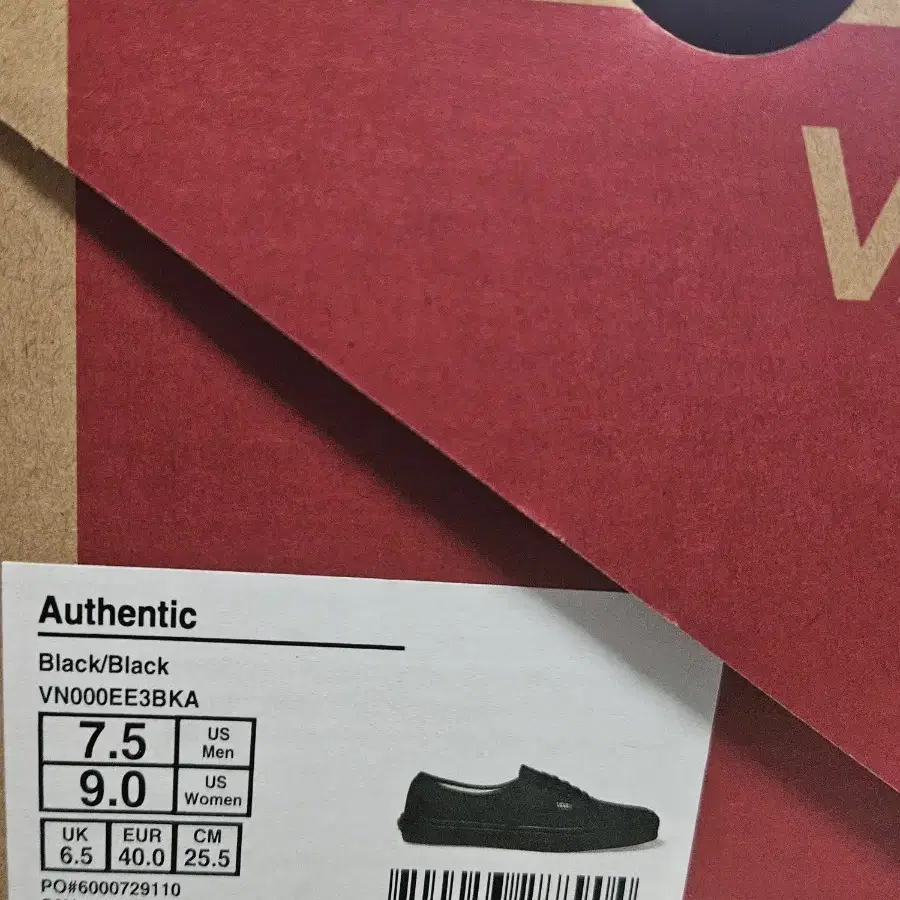 V
Authentic
Black/Black
VN000EE3BKA
7.5 US Men
9.0 US Women
UK EUR CM
6.5 40.0 25.5
PO#6000729110